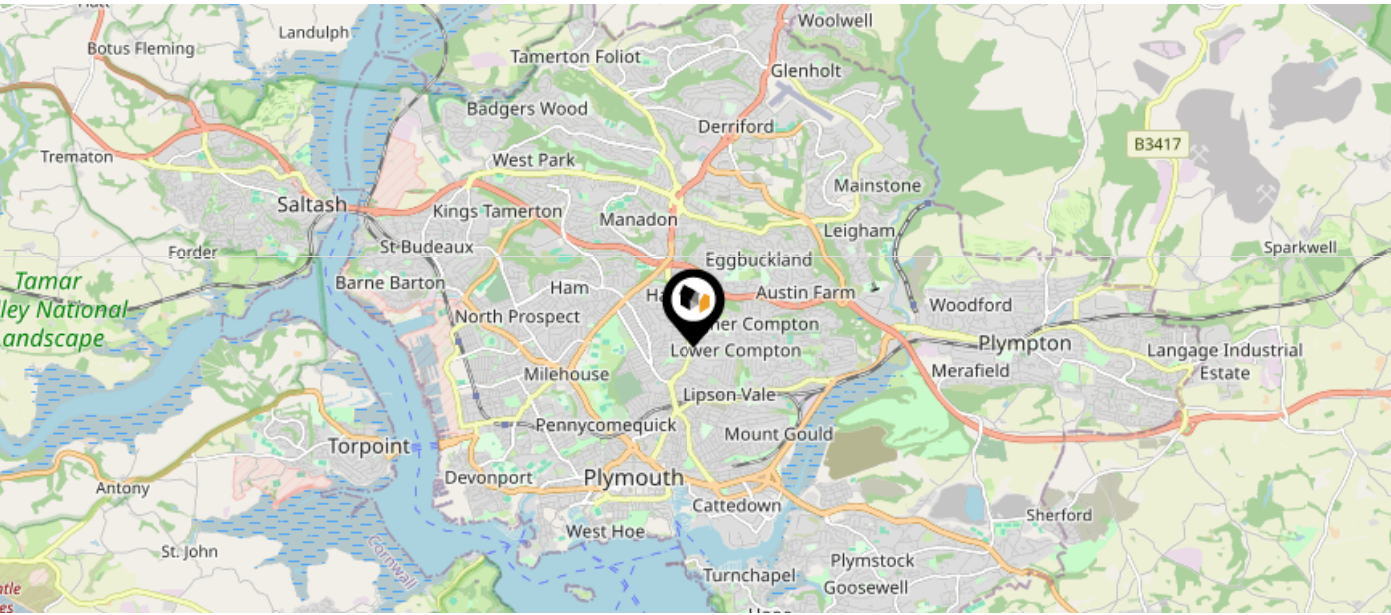 Landulph
Woolwell
Botus Fleming
Tamerton Foliot
Glenholt
Badgers Wood
Derriford
B3417
Trematon
West Park
Mainstone
Saltash
Kings Tamerton
Manadon
Leigham
Forder
St Budeaux
Eggbuckland
Sparkwell
Tamar
ley National
andscape
Barne Barton
Ham
Austin Farm
Woodford
North Prospect
her Compton
Plympton
Lower Compton
Langage Industrial
Estate
Milehouse
Merafield
Lipson Vale
Pennycomequick
Mount Gould
Torpoint
Devonport
Plymouth
Antony
Cattedown
Sherford
West Hoe
St. John
Cornwall
Plymstock
Turnchapel
Goosewell